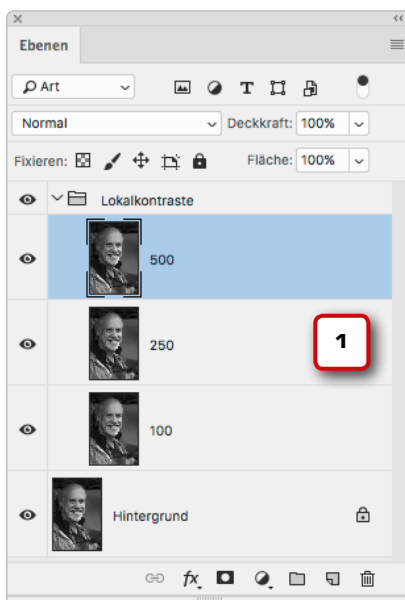 Ebenen
Art
Normal Deckkraft: 100%
Fixieren: Fläche: 100%
Lokalkontraste
500
250 1
100
Hintergrund
fx